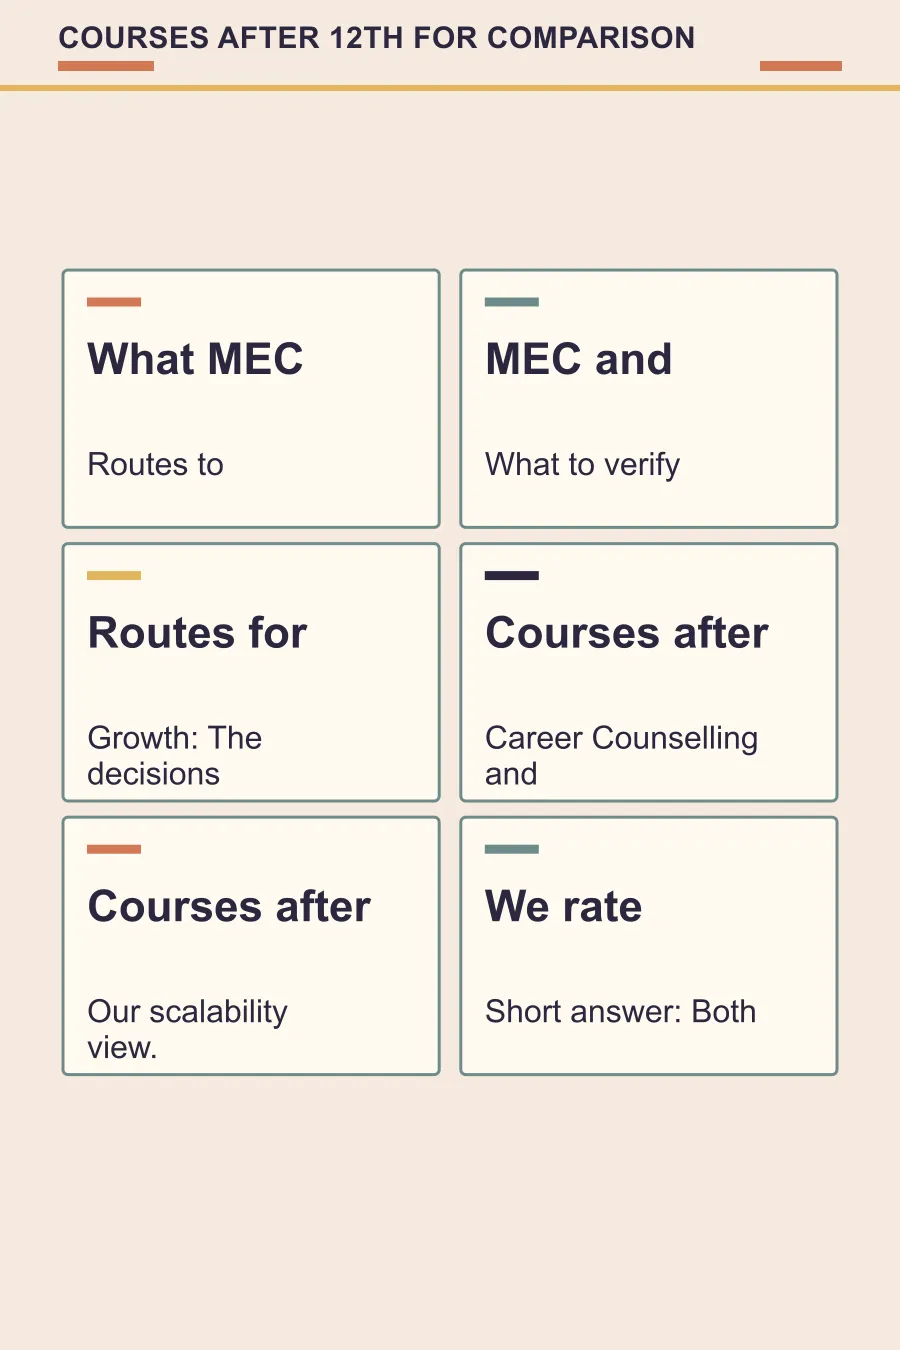 COURSES AFTER 12TH FOR COMPARISON
What MEC
Routes to
MEC and
What to verify
Routes for
Growth: The
decisions
Courses after
Career Counselling
and
Courses after
Our scalability
view.
We rate
Short answer: Both